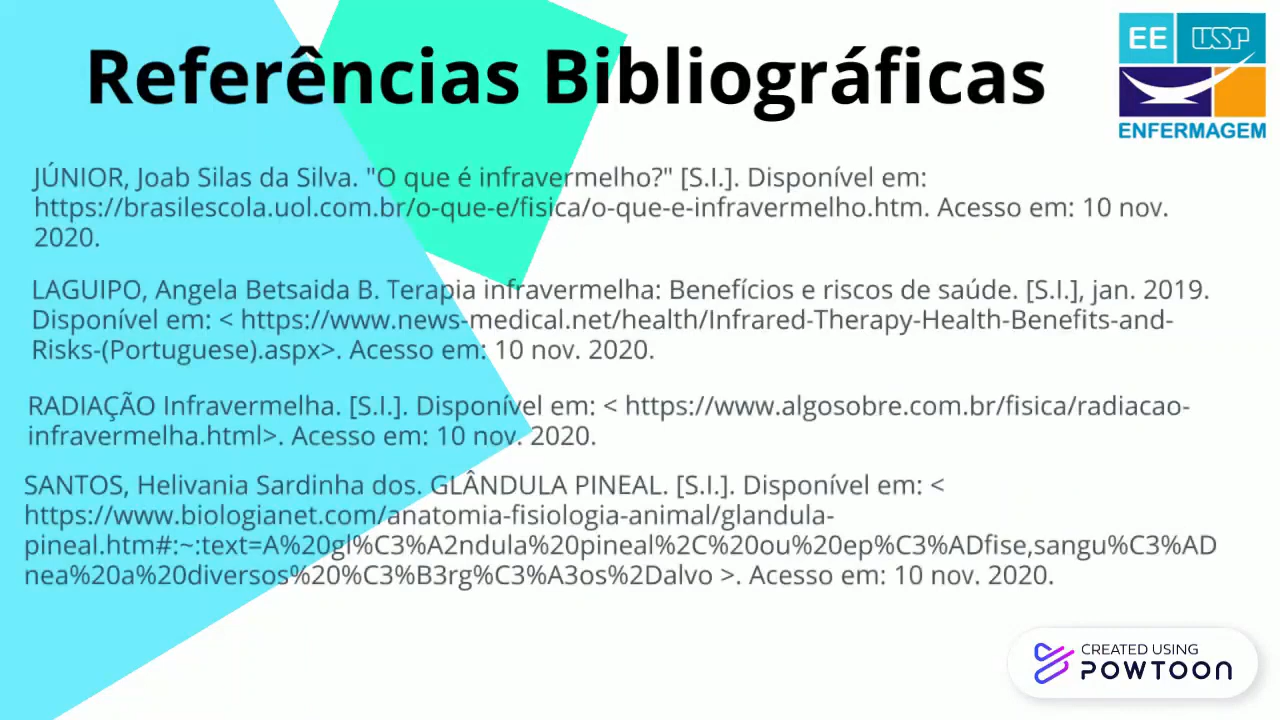 Referências Bibliográficas
EE USP
ENFERMAGEM
JÚNIOR, Joab Silas da Silva. "O que é infravermelho?" [S.I.]. Disponível em:
https://brasilescola.uol.com.br/o-que-e/fisica/o-que-e-infravermelho.htm. Acesso em: 10 nov.
2020.
LAGUIPO, Angela Betsaida B. Terapia infravermelha: Benefícios e riscos de saúde. [S.I.], jan. 2019.
Disponível em: < https://www.news-medical.net/health/Infrared-Therapy-Health-Benefits-and-
Risks-(Portuguese).aspx>. Acesso em: 10 nov. 2020.
RADIAÇÃO Infravermelha. [S.I.]. Disponível em: < https://www.algosobre.com.br/fisica/radiacao-
infravermelha.html>. Acesso em: 10 nov. 2020.
SANTOS, Helivania Sardinha dos. GLÂNDULA PINEAL. [S.I.]. Disponível em: <
https://www.biologianet.com/anatomia-fisiologia-animal/glandula-
pineal.htm#:~:text=A%20gl%C3%A2ndula%20pineal%2C%20ou%20ep%C3%ADfise,sangu%C3%AD
nea%20a%20diversos%20%C3%B3rg%C3%A3os%2Dalvo >. Acesso em: 10 nov. 2020.
CREATED USING
POWTOON